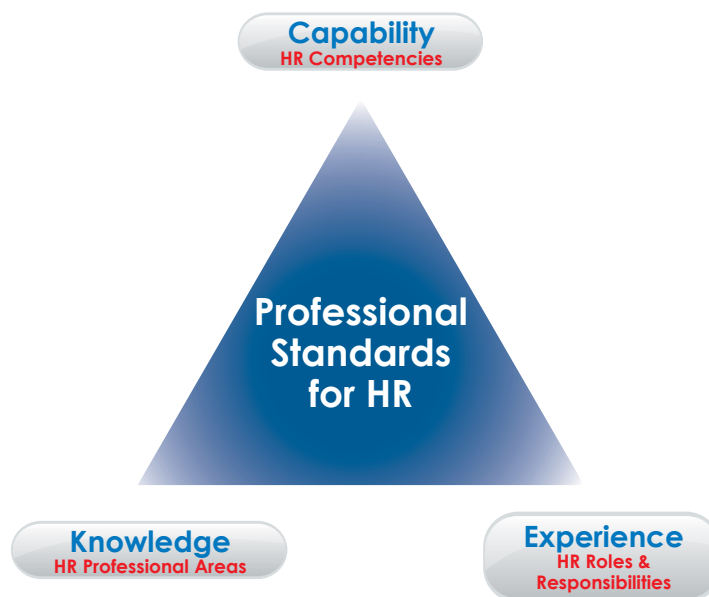 Capability
HR Competencies
Professional
Standards
for HR
Knowledge
HR Professional Areas
Experience
HR Roles &
Responsibilities